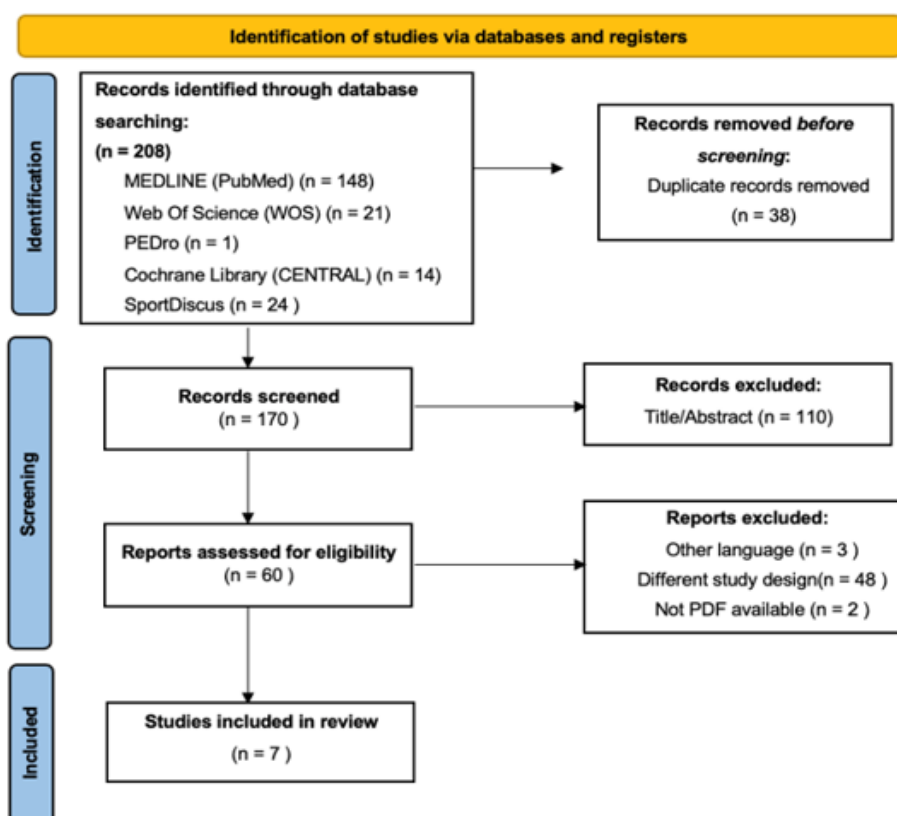 Identification of studies via databases and registers
Identification
Records identified through database
searching:
(n = 208)
MEDLINE (PubMed) (n = 148)
Web Of Science (WOS) (n = 21)
PEDro (n = 1)
Cochrane Library (CENTRAL) (n = 14)
SportDiscus (n = 24 )
Records removed before
screening:
Duplicate records removed
(n = 38)
Screening
Records screened
(n = 170 )
Records excluded:
Title/Abstract (n = 110)
Reports assessed for eligibility
(n = 60 )
Reports excluded:
Other language (n = 3 )
Different study design(n = 48 )
Not PDF available (n = 2 )
Included
Studies included in review
(n = 7 )